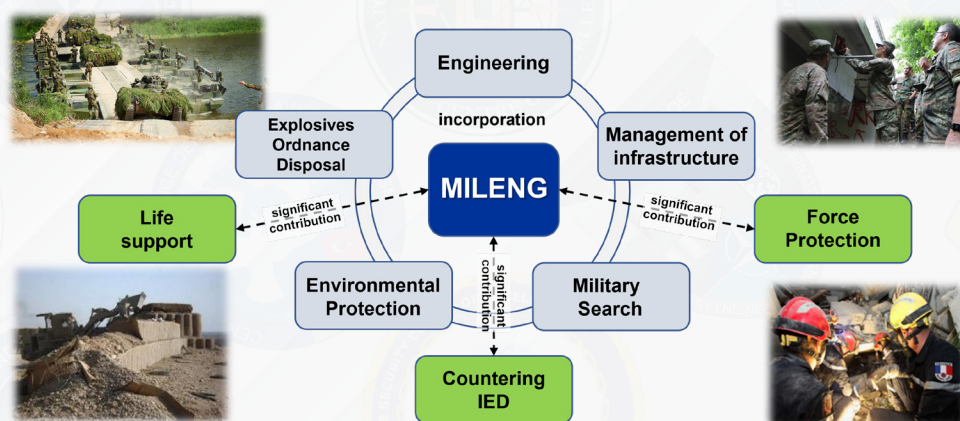 Engineering
incorporation
Explosives
Ordnance
Disposal
Management of
infrastructure
MILENG
Life
support
significant
contribution
significant
contribution
Force
Protection
significant
contribution
Environmental
Protection
Military
Search
Countering
IED